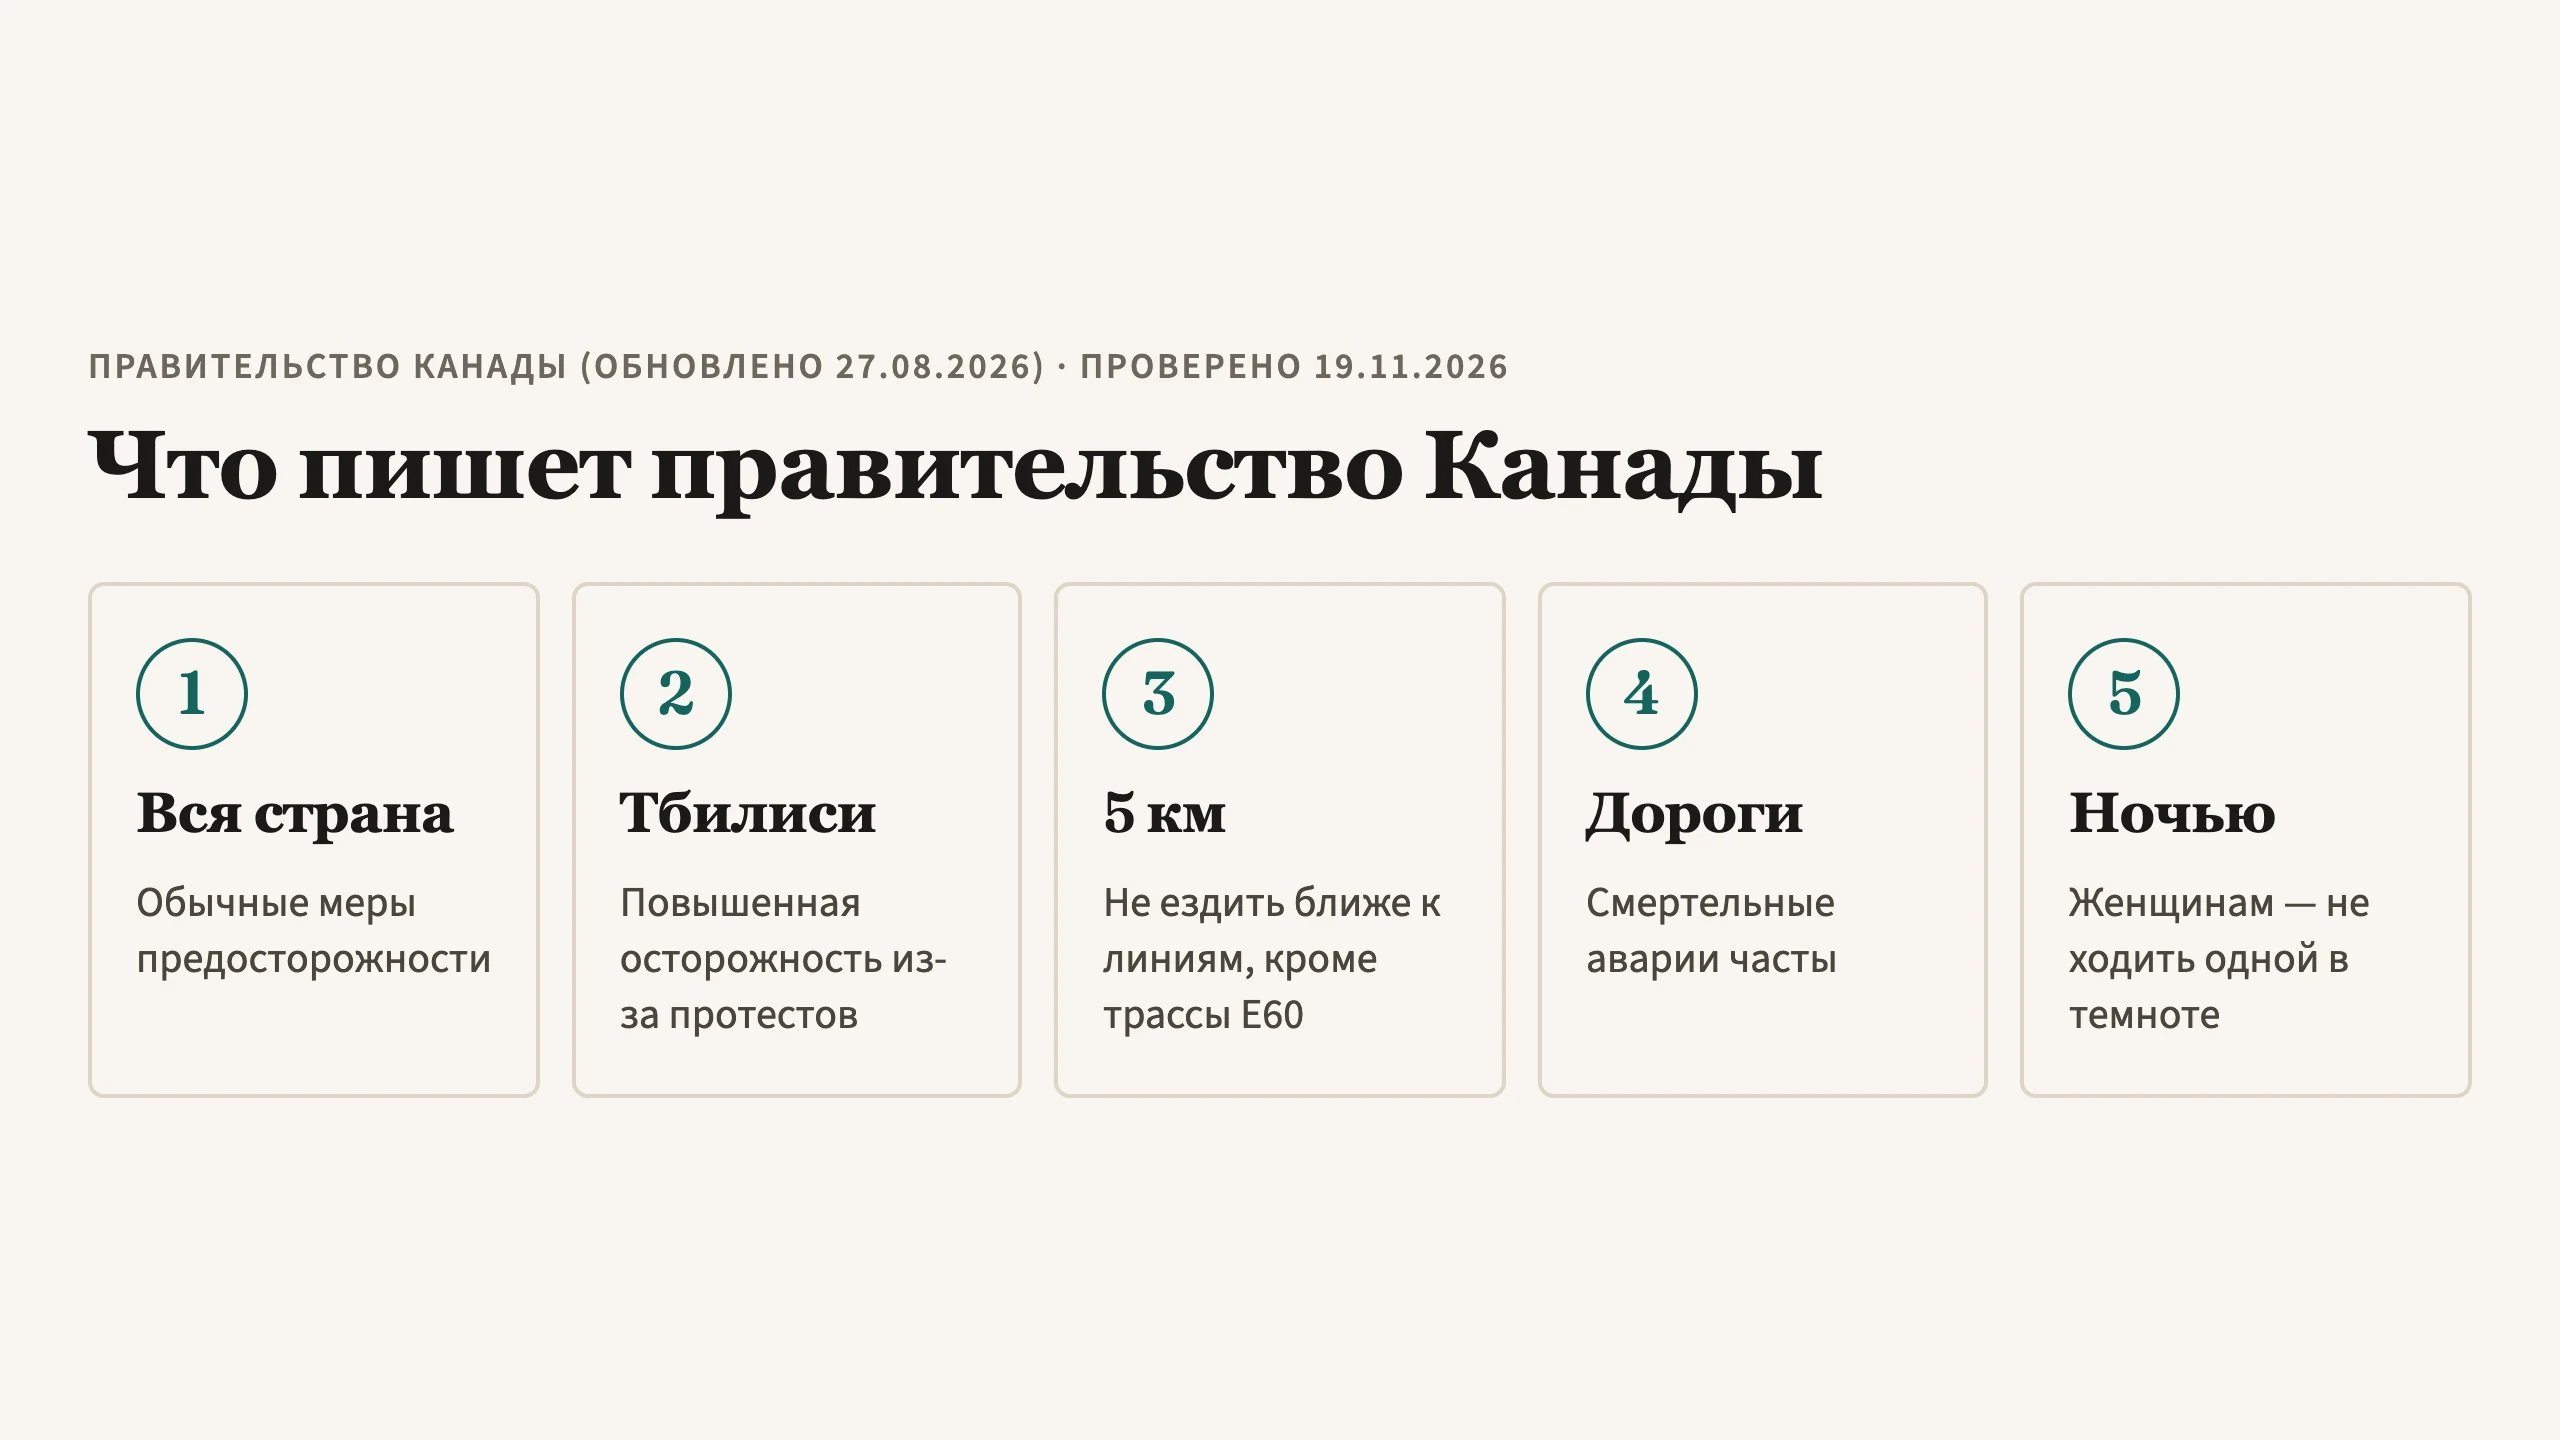 ПРАВИТЕЛЬСТВО КАНАДЫ (ОБНОВЛЕНО 27.08.2026) · ПРОВЕРЕНО 19.11.2026
Что пишет правительство Канады
1
Вся страна
Обычные меры
предосторожности
2
Тбилиси
Повышенная
осторожность из-
за протестов
3
5 км
Не ездить ближе к
линиям, кроме
трассы E60
4
Дороги
Смертельные
аварии часты
5
Ночью
Женщинам — не
ходить одной в
темноте